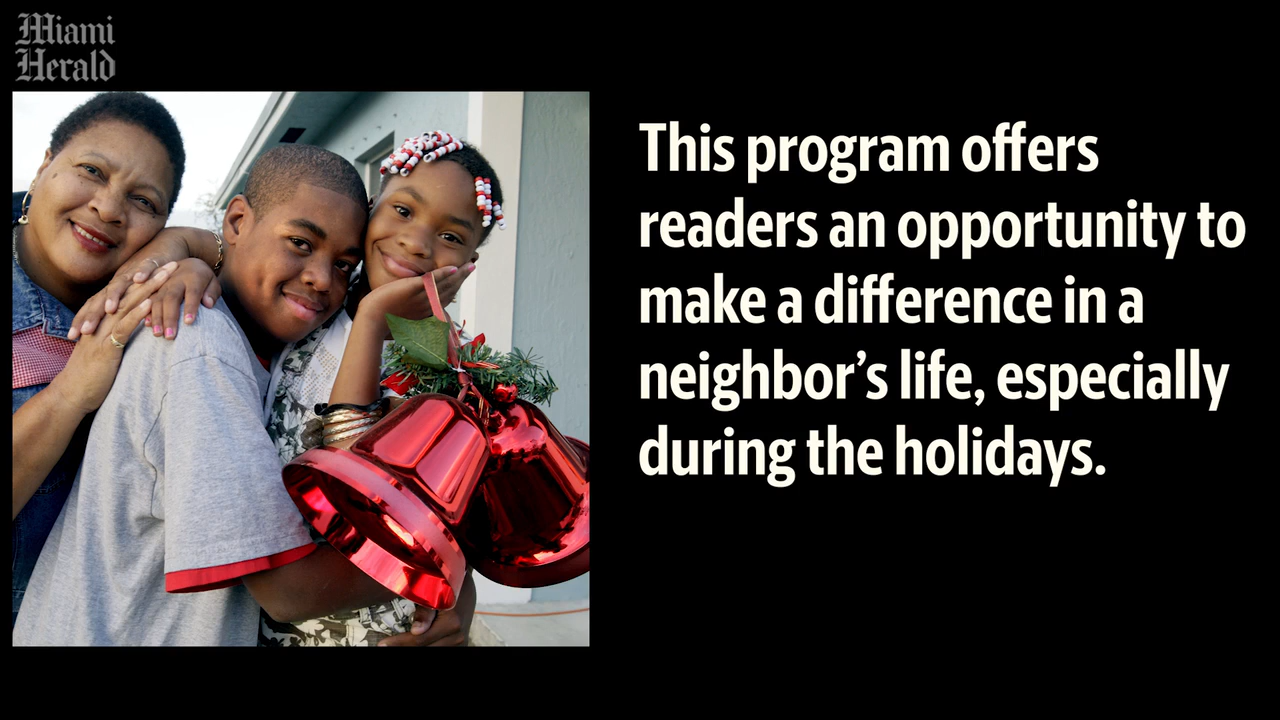 Miami
Herald
This program offers
readers an opportunity to
make a difference in a
neighbor’s life, especially
during the holidays.